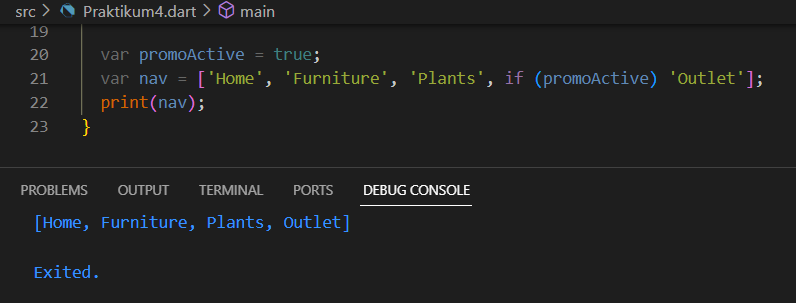 src > Praktikum4.dart > main
19
20 var promoActive = true;
21 var nav = ['Home', 'Furniture', 'Plants', if (promoActive) 'Outlet'];
22 print(nav);
23 }
PROBLEMS OUTPUT TERMINAL PORTS DEBUG CONSOLE
[Home, Furniture, Plants, Outlet]
Exited.